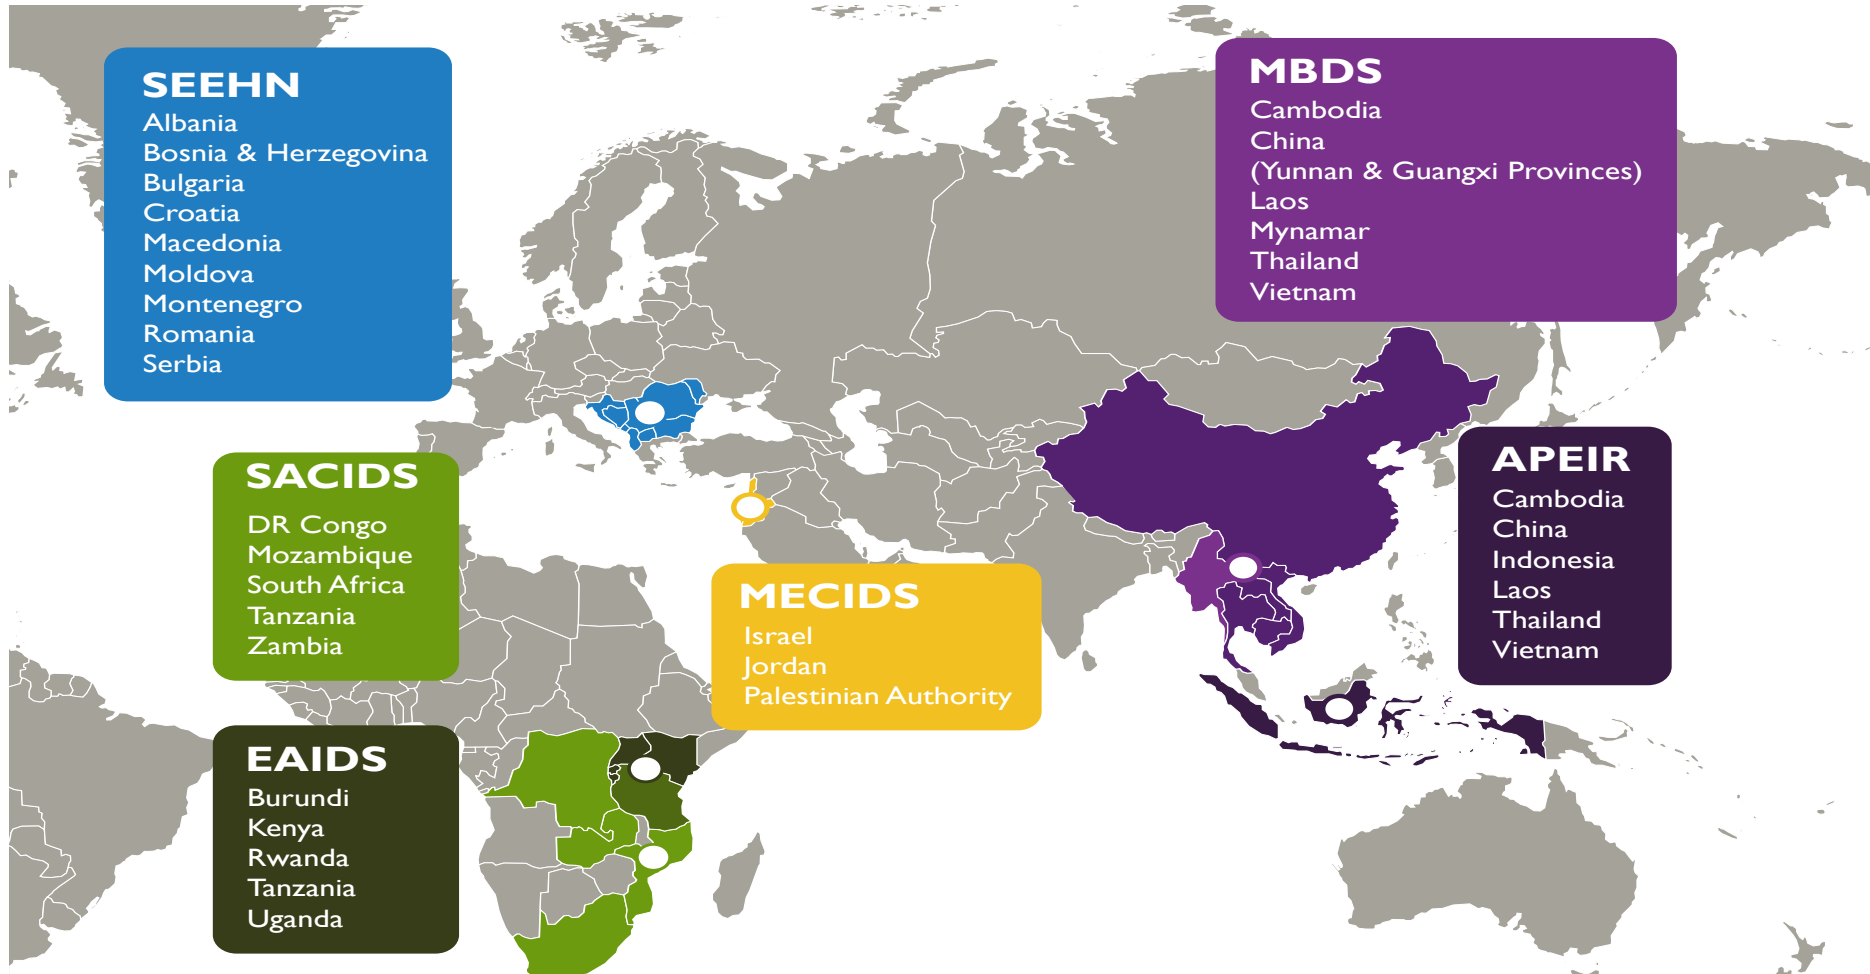 SEEHN
Albania
Bosnia & Herzegovina
Bulgaria
Croatia
Macedonia
Moldova
Montenegro
Romania
Serbia
MBDS
Cambodia
China
(Yunnan & Guangxi Provinces)
Laos
Mynamar
Thailand
Vietnam
SACIDS
DR Congo
Mozambique
South Africa
Tanzania
Zambia
MECIDS
Israel
Jordan
Palestinian Authority
APEIR
Cambodia
China
Indonesia
Laos
Thailand
Vietnam
EAIDS
Burundi
Kenya
Rwanda
Tanzania
Uganda